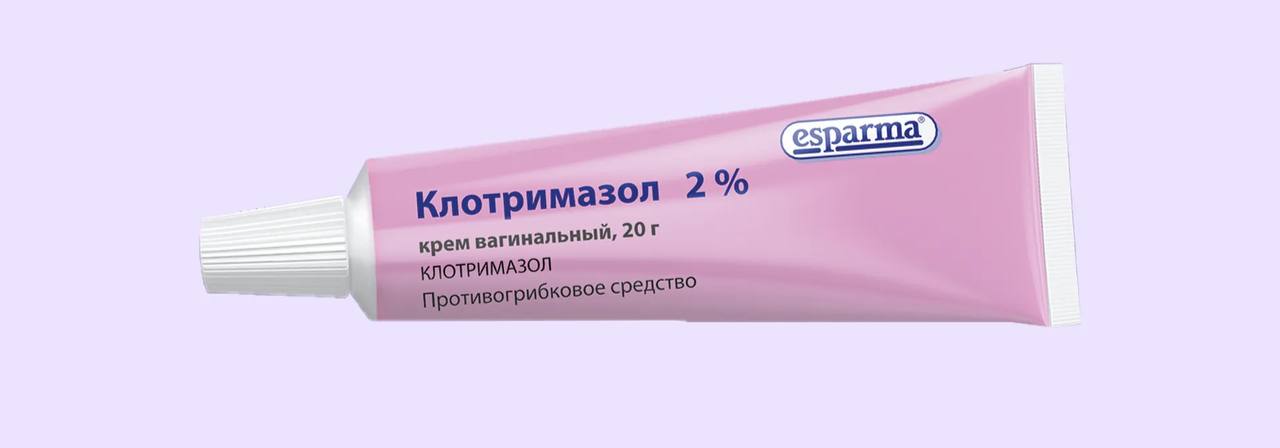 esparma®
Клотримазол 2 %
крем вагинальный, 20 г
КЛОТРИМАЗОЛ
Противогрибковое средство